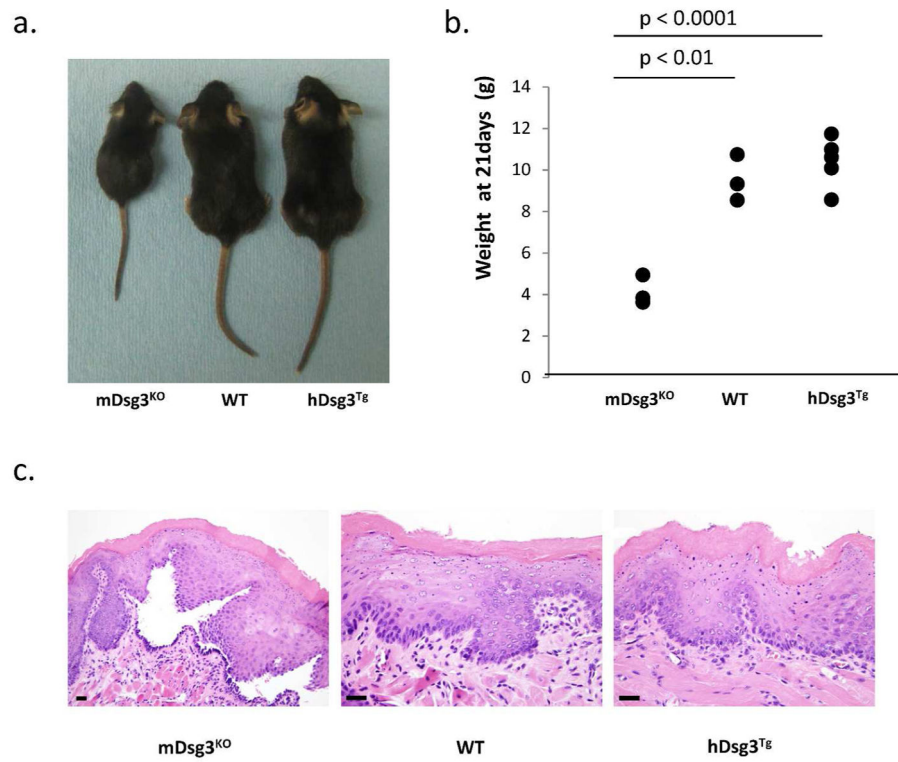 a.
mDsg3ᴷᴼ
WT
hDsg3ᵀᵍ
b.
p < 0.0001
p < 0.01
Weight at 21days (g)
14
12
10
8
6
4
2
0
mDsg3ᴷᴼ
WT
hDsg3ᵀᵍ
c.
mDsg3ᴷᴼ
WT
hDsg3ᵀᵍ